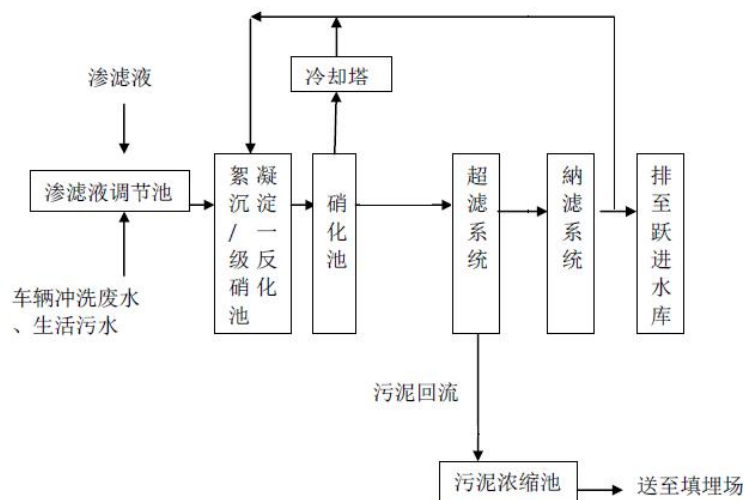 冷却塔
渗滤液
渗滤液调节池
车辆冲洗废水
、生活污水
絮凝
沉淀
/一
级反
硝化
池
硝化池
超滤系统
納滤系统
排至跃进水库
污泥回流
污泥浓缩池
送至填埋场